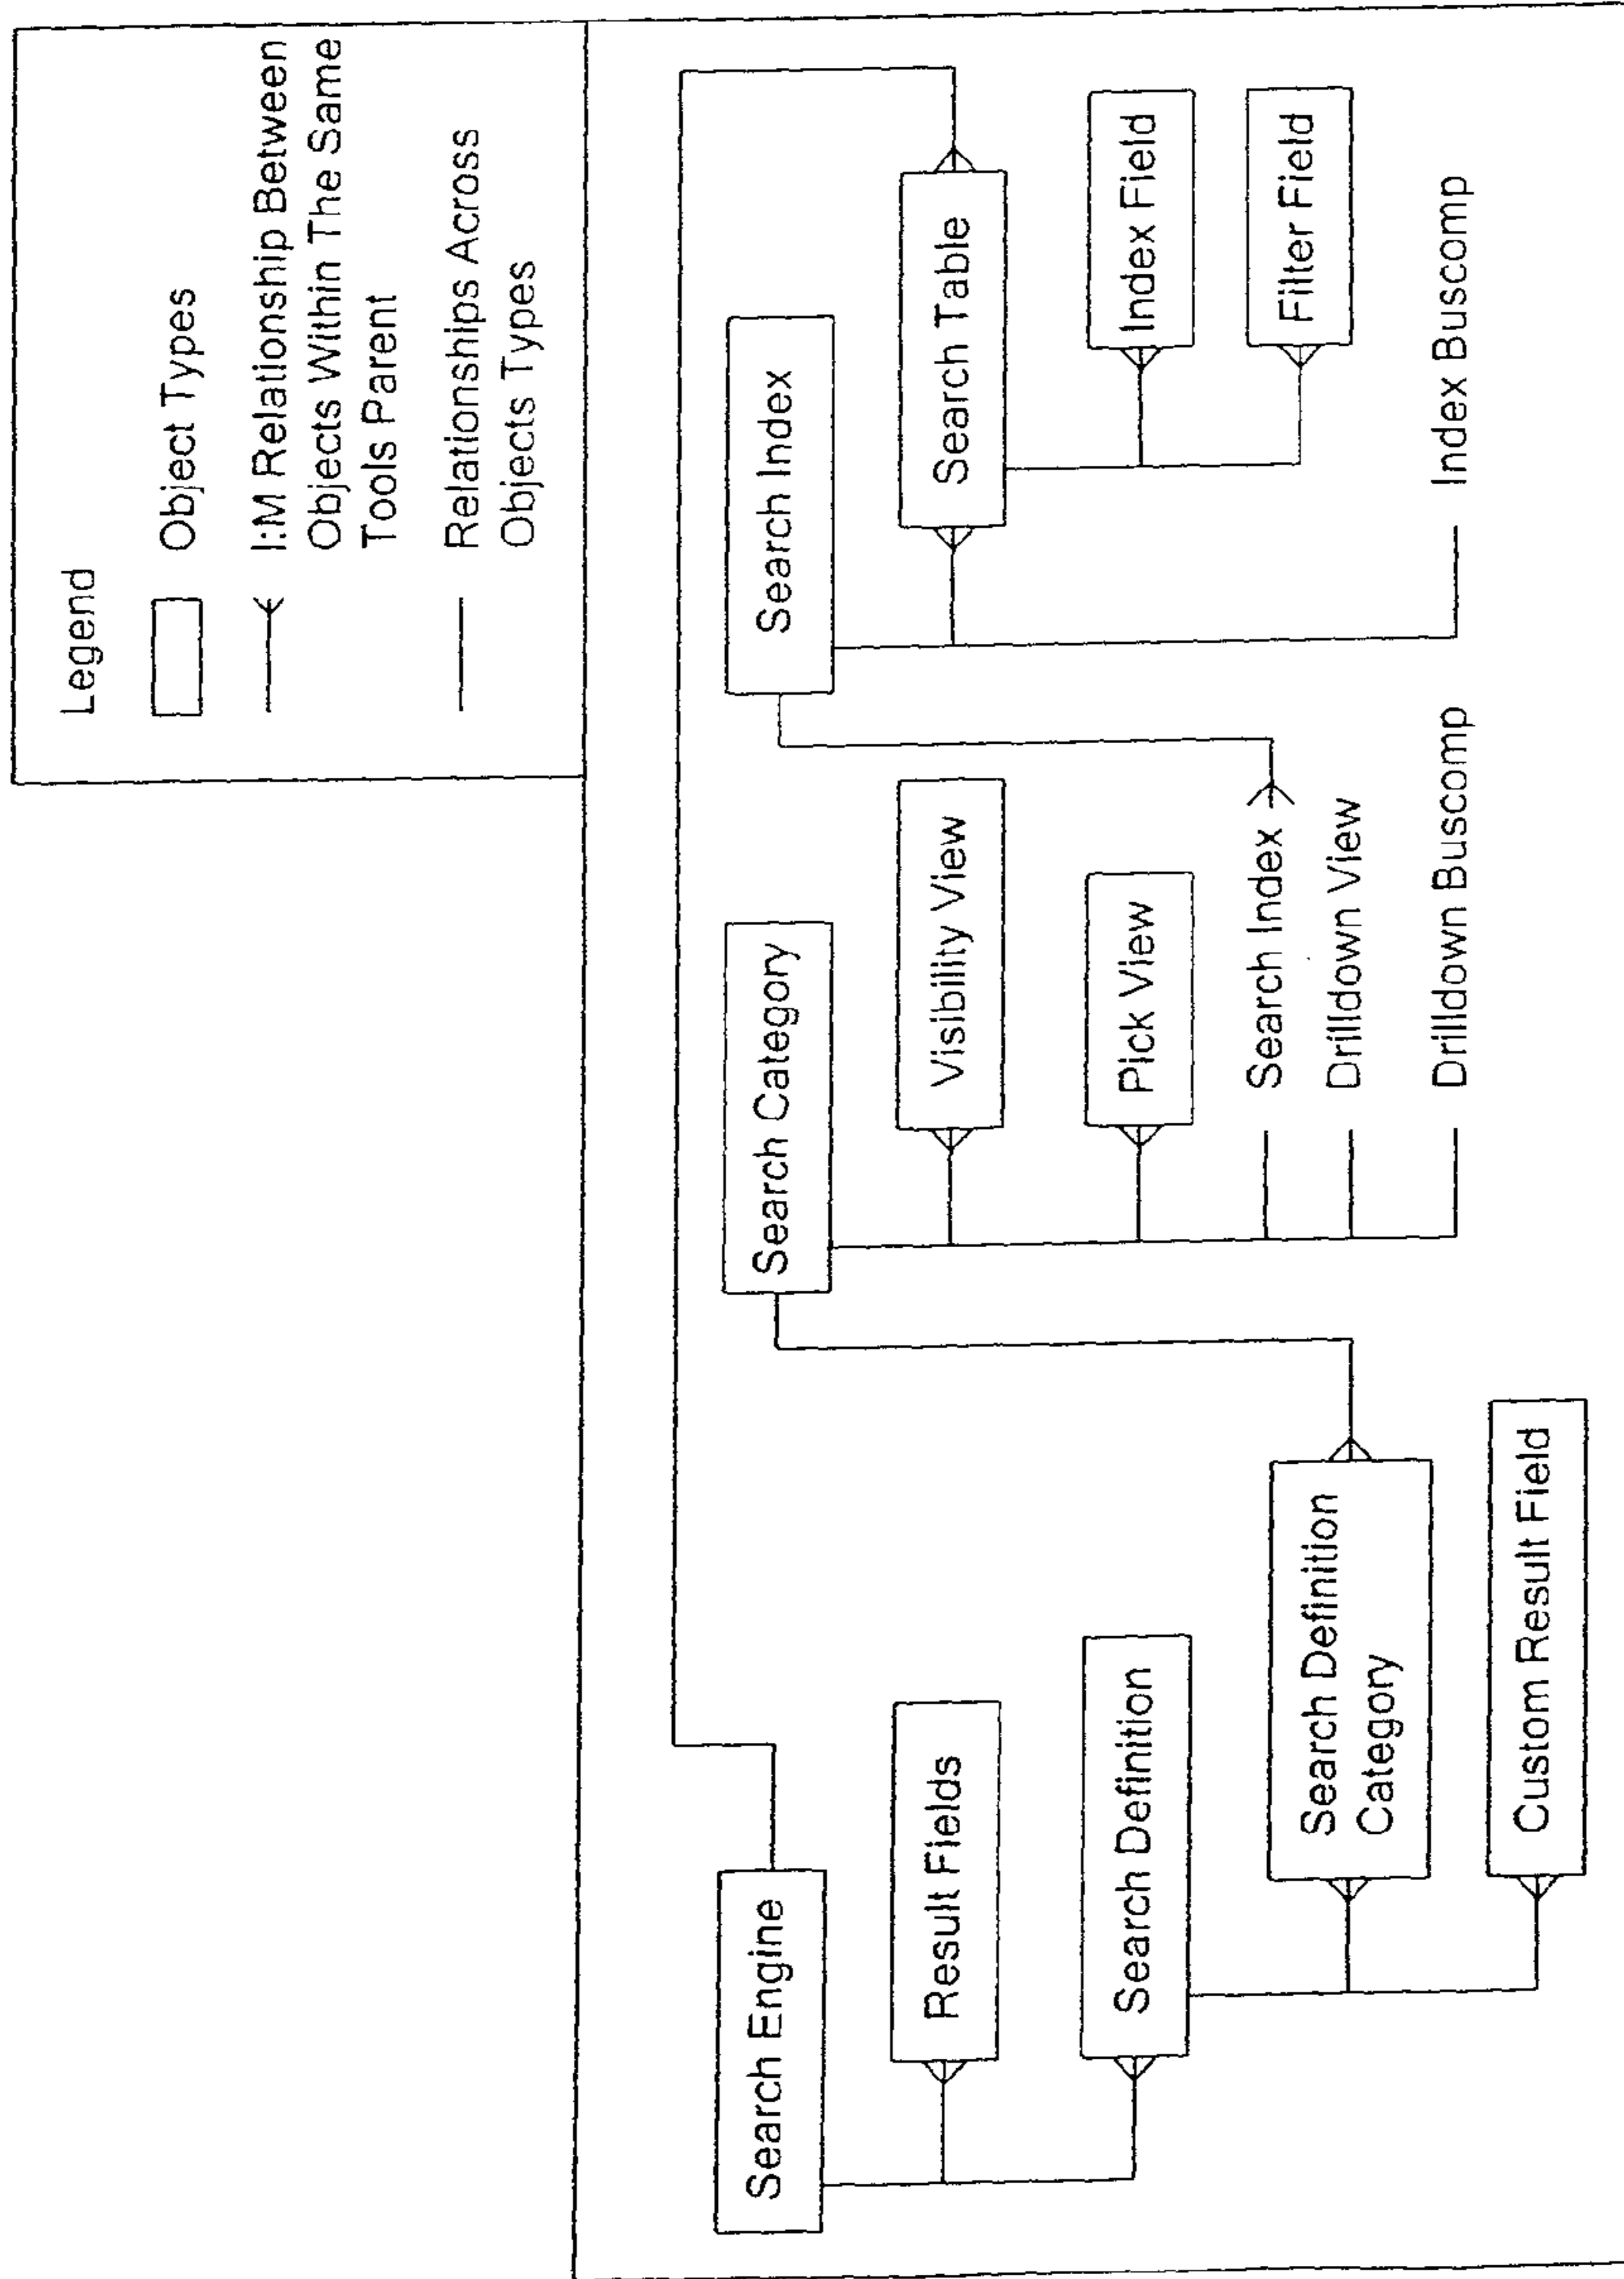 Legend
Object Types
I:M Relationship Between
Objects Within The Same
Tools Parent
Relationships Across
Objects Types
Search Engine
Result Fields
Search Definition
Search Definition
Category
Custom Result Field
Search Category
Visibility View
Pick View
Search Index
Drilldown View
Drilldown Buscomp
Search Index
Search Table
Index Field
Filter Field
Index Buscomp